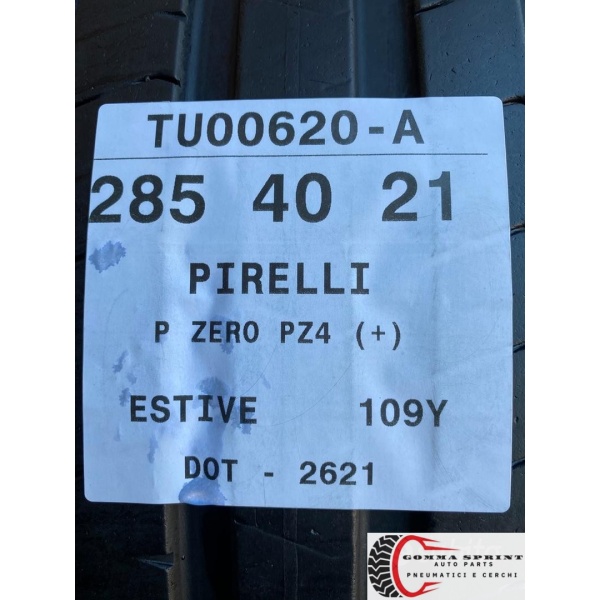 TU00620-A
285 40 21
PIRELLI
P ZERO PZ4 (+)
ESTIVE 109Y
DOT - 2621
GOMMA SPRINT
AUTO PARTS
PNEUMATICI E CERCHI